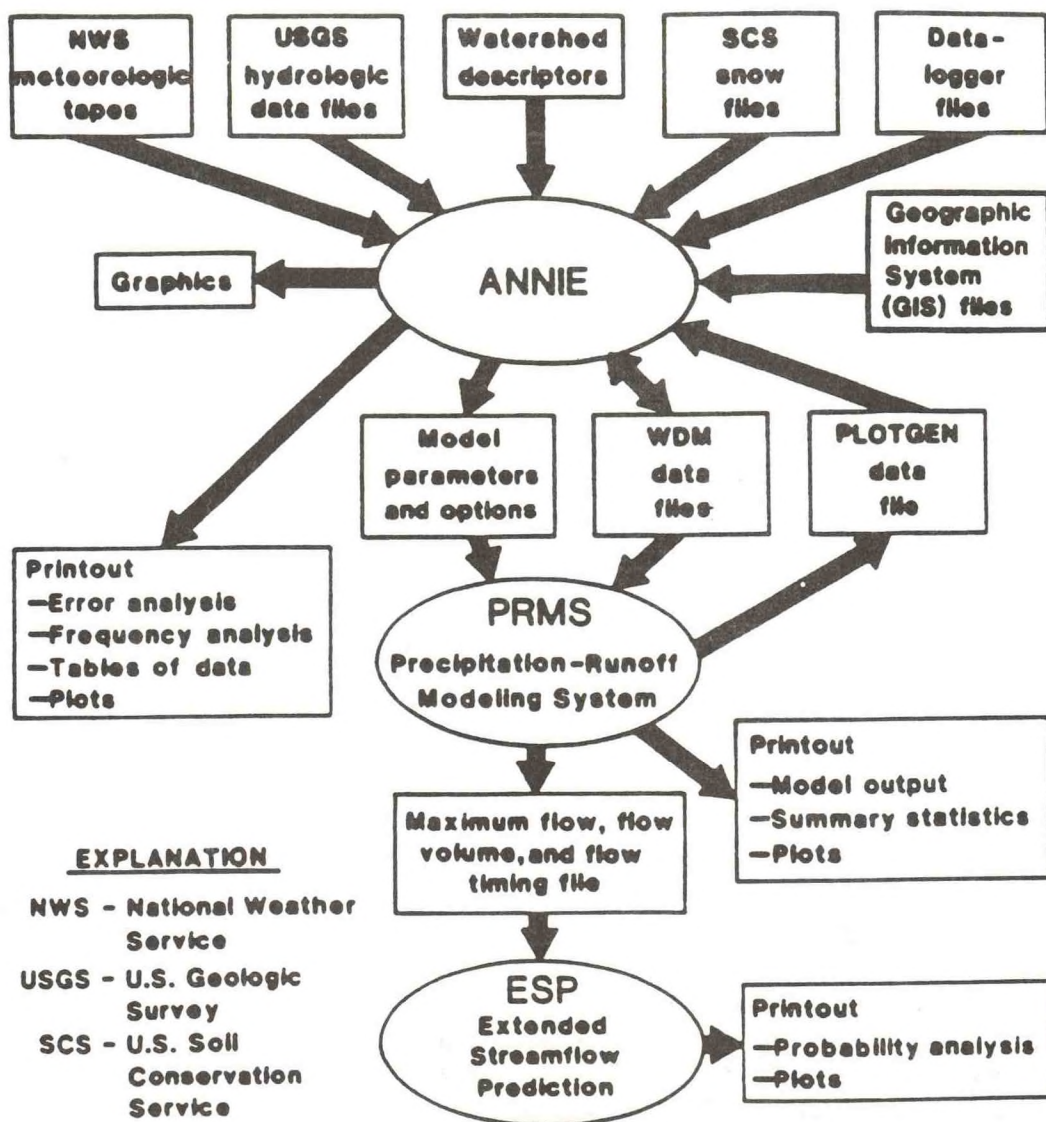 NWS
meteorologic
tapes
USGS
hydrologic
data files
Watershed
descriptors
SCS
snow
files
Data-
logger
files
Geographic
Information
System
(GIS) files
Graphics
ANNIE
Model
parameters
and options
WDM
data
files
PLOTGEN
data
file
Printout
—Error analysis
—Frequency analysis
—Tables of data
—Plots
PRMS
Precipitation-Runoff
Modeling System
Printout
—Model output
—Summary statistics
—Plots
Maximum flow, flow
volume, and flow
timing file
EXPLANATION
NWS - National Weather
Service
USGS - U.S. Geologic
Survey
SCS - U.S. Soil
Conservation
Service
ESP
Extended
Streamflow
Prediction
Printout
—Probability analysis
—Plots